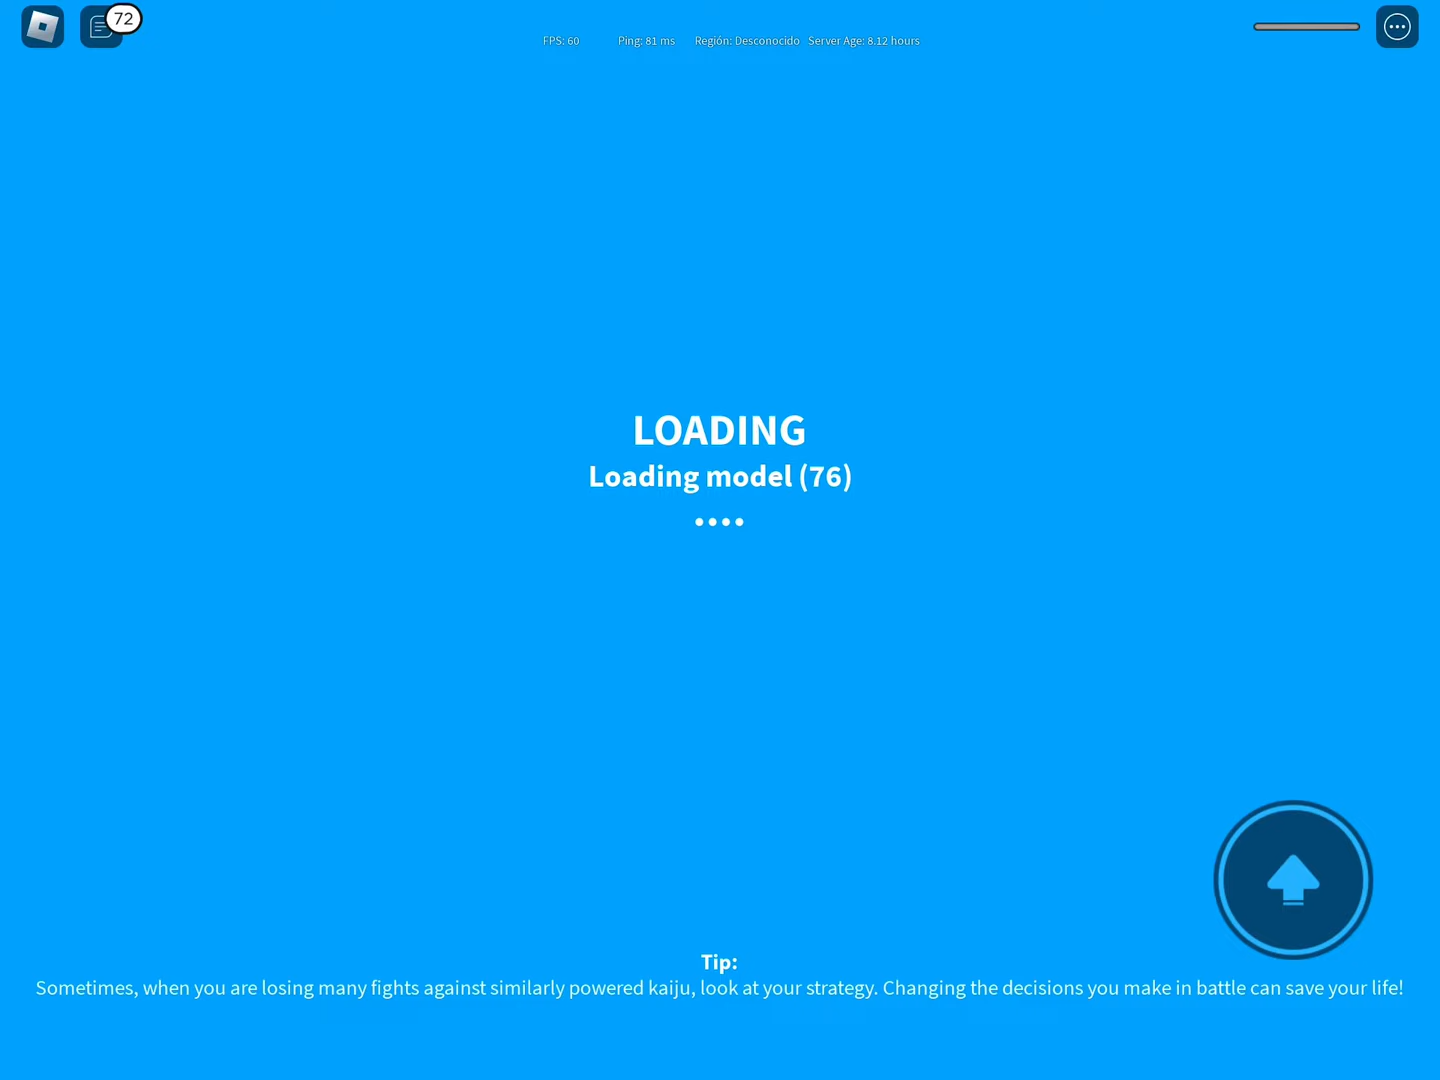 72
FPS: 60 Ping: 81 ms Región: Desconocido Server Age: 8.12 hours
LOADING
Loading model (76)
••••
Tip:
Sometimes, when you are losing many fights against similarly powered kaiju, look at your strategy. Changing the decisions you make in battle can save your life!